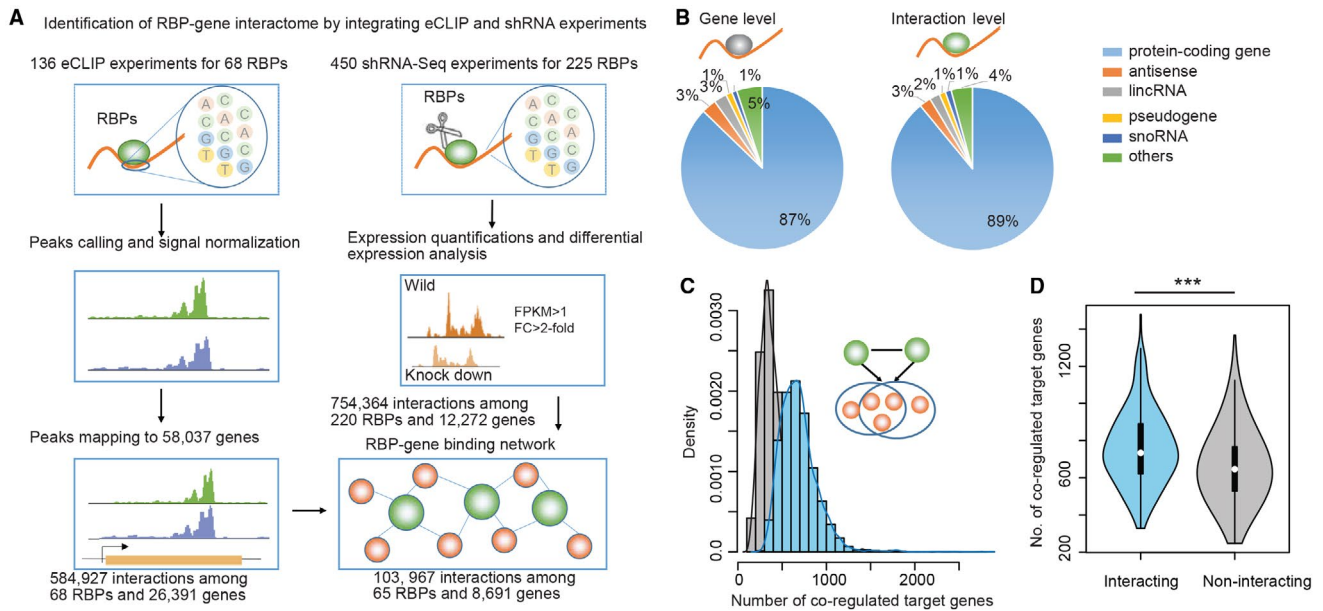 A
Identification of RBP-gene interactome by integrating eCLIP and shRNA experiments
136 eCLIP experiments for 68 RBPs
RBPs
A C
C A A
G C C
T G G
T
Peaks calling and signal normalization
Peaks mapping to 58,037 genes
584,927 interactions among
68 RBPs and 26,391 genes
450 shRNA-Seq experiments for 225 RBPs
RBPs
A C
C A A
G C C
T G G
T
Expression quantifications and differential
expression analysis
Wild
FPKM>1
FC>2-fold
Knock down
754,364 interactions among
220 RBPs and 12,272 genes
RBP-gene binding network
103, 967 interactions among
65 RBPs and 8,691 genes
B
Gene level
3%
3%
1%
1%
5%
87%
Interaction level
3%
2%
1%
1%
4%
89%
protein-coding gene
antisense
lincRNA
pseudogene
snoRNA
others
C
Density
0.0030
0.0020
0.0010
0.0
0
1000
2000
Number of co-regulated target genes
D
***
No. of co-regulated target genes
1200
600
200
Interacting
Non-interacting